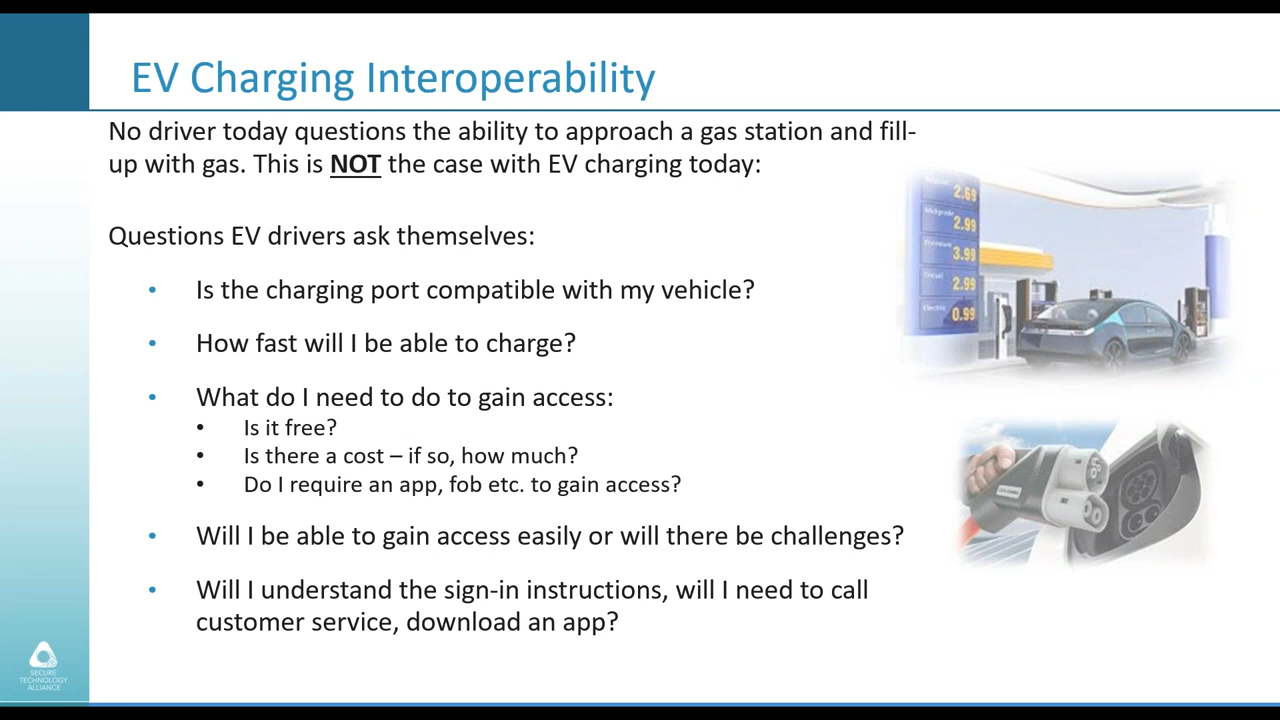 EV Charging Interoperability
No driver today questions the ability to approach a gas station and fill-
up with gas. This is NOT the case with EV charging today:
Questions EV drivers ask themselves:
• Is the charging port compatible with my vehicle?
• How fast will I be able to charge?
• What do I need to do to gain access:
• Is it free?
• Is there a cost – if so, how much?
• Do I require an app, fob etc. to gain access?
• Will I be able to gain access easily or will there be challenges?
• Will I understand the sign-in instructions, will I need to call
customer service, download an app?
2.69
Midgrade 2.99
Premium 3.99
Diesel 2.99
Electric 0.99
SECURE
TECHNOLOGY
ALLIANCE